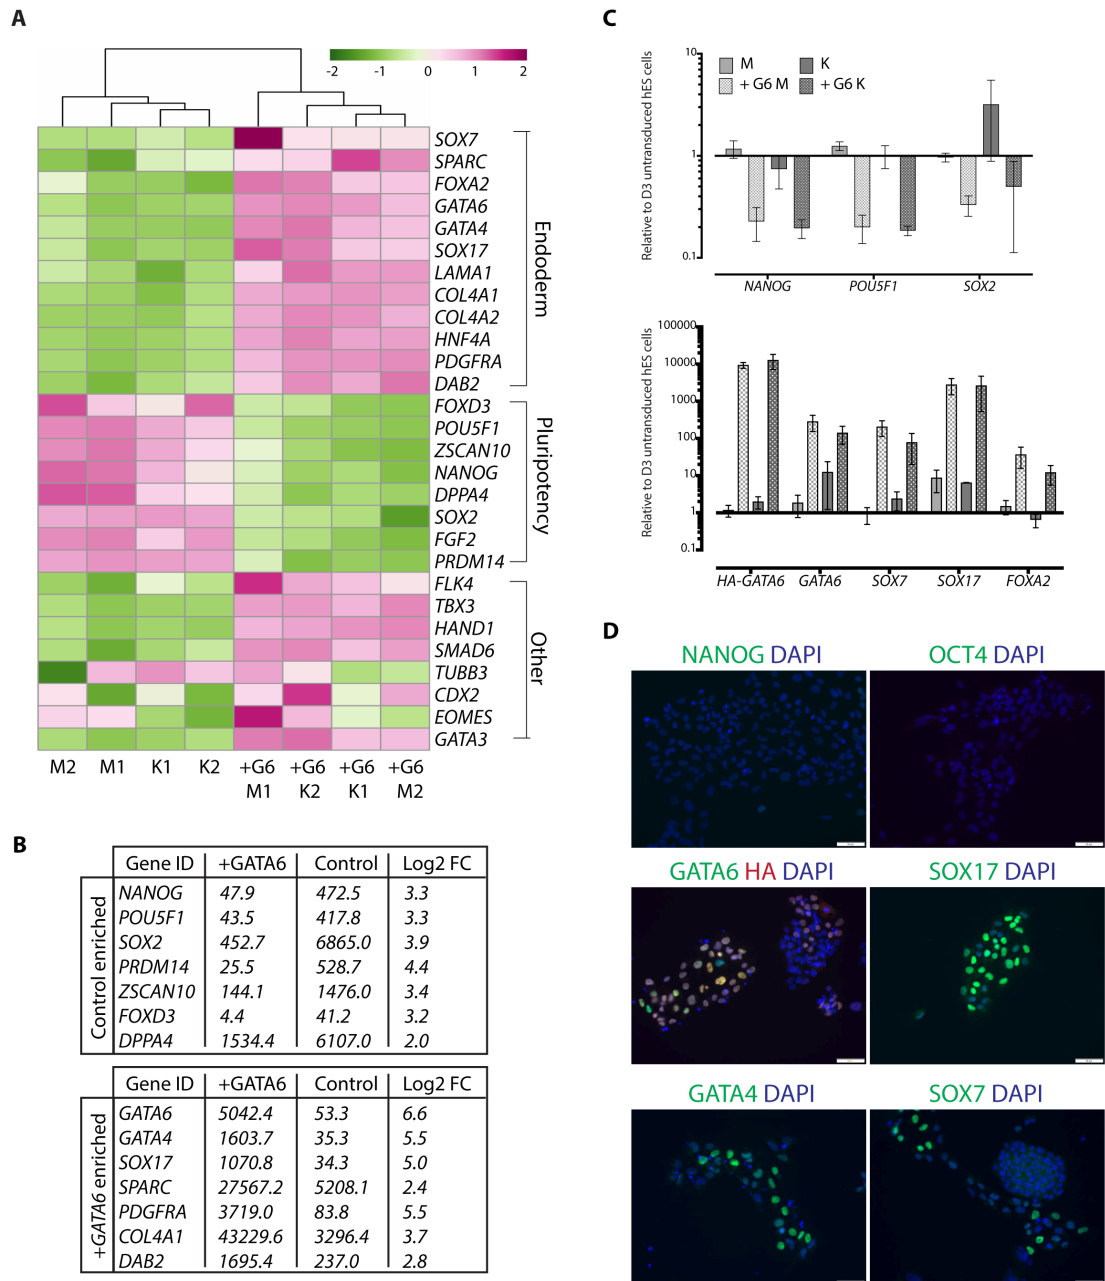 A
-2 -1 0 1 2
SOX7
SPARC
FOXA2
GATA6
GATA4
SOX17
LAMA1
COL4A1
COL4A2
HNF4A
PDGFRA
DAB2
Endoderm
FOXD3
POU5F1
ZSCAN10
NANOG
DPPA4
SOX2
FGF2
PRDM14
Pluripotency
FLK4
TBX3
HAND1
SMAD6
TUBB3
CDX2
EOMES
GATA3
Other
M2 M1 K1 K2 +G6 +G6 +G6 +G6
M1 K2 K1 M2
B
Control enriched
Gene ID +GATA6 Control Log2 FC
NANOG 47.9 472.5 3.3
POU5F1 43.5 417.8 3.3
SOX2 452.7 6865.0 3.9
PRDM14 25.5 528.7 4.4
ZSCAN10 144.1 1476.0 3.4
FOXD3 4.4 41.2 3.2
DPPA4 1534.4 6107.0 2.0
+GATA6 enriched
Gene ID +GATA6 Control Log2 FC
GATA6 5042.4 53.3 6.6
GATA4 1603.7 35.3 5.5
SOX17 1070.8 34.3 5.0
SPARC 27567.2 5208.1 2.4
PDGFRA 3719.0 83.8 5.5
COL4A1 43229.6 3296.4 3.7
DAB2 1695.4 237.0 2.8
C
Relative to D3 untransduced hES cells
10
1
0.1
M K
+ G6 M + G6 K
NANOG POU5F1 SOX2
Relative to D3 untransduced hES cells
100000
10000
1000
100
10
1
0.1
HA-GATA6 GATA6 SOX7 SOX17 FOXA2
D
NANOG DAPI OCT4 DAPI
GATA6 HA DAPI SOX17 DAPI
GATA4 DAPI SOX7 DAPI